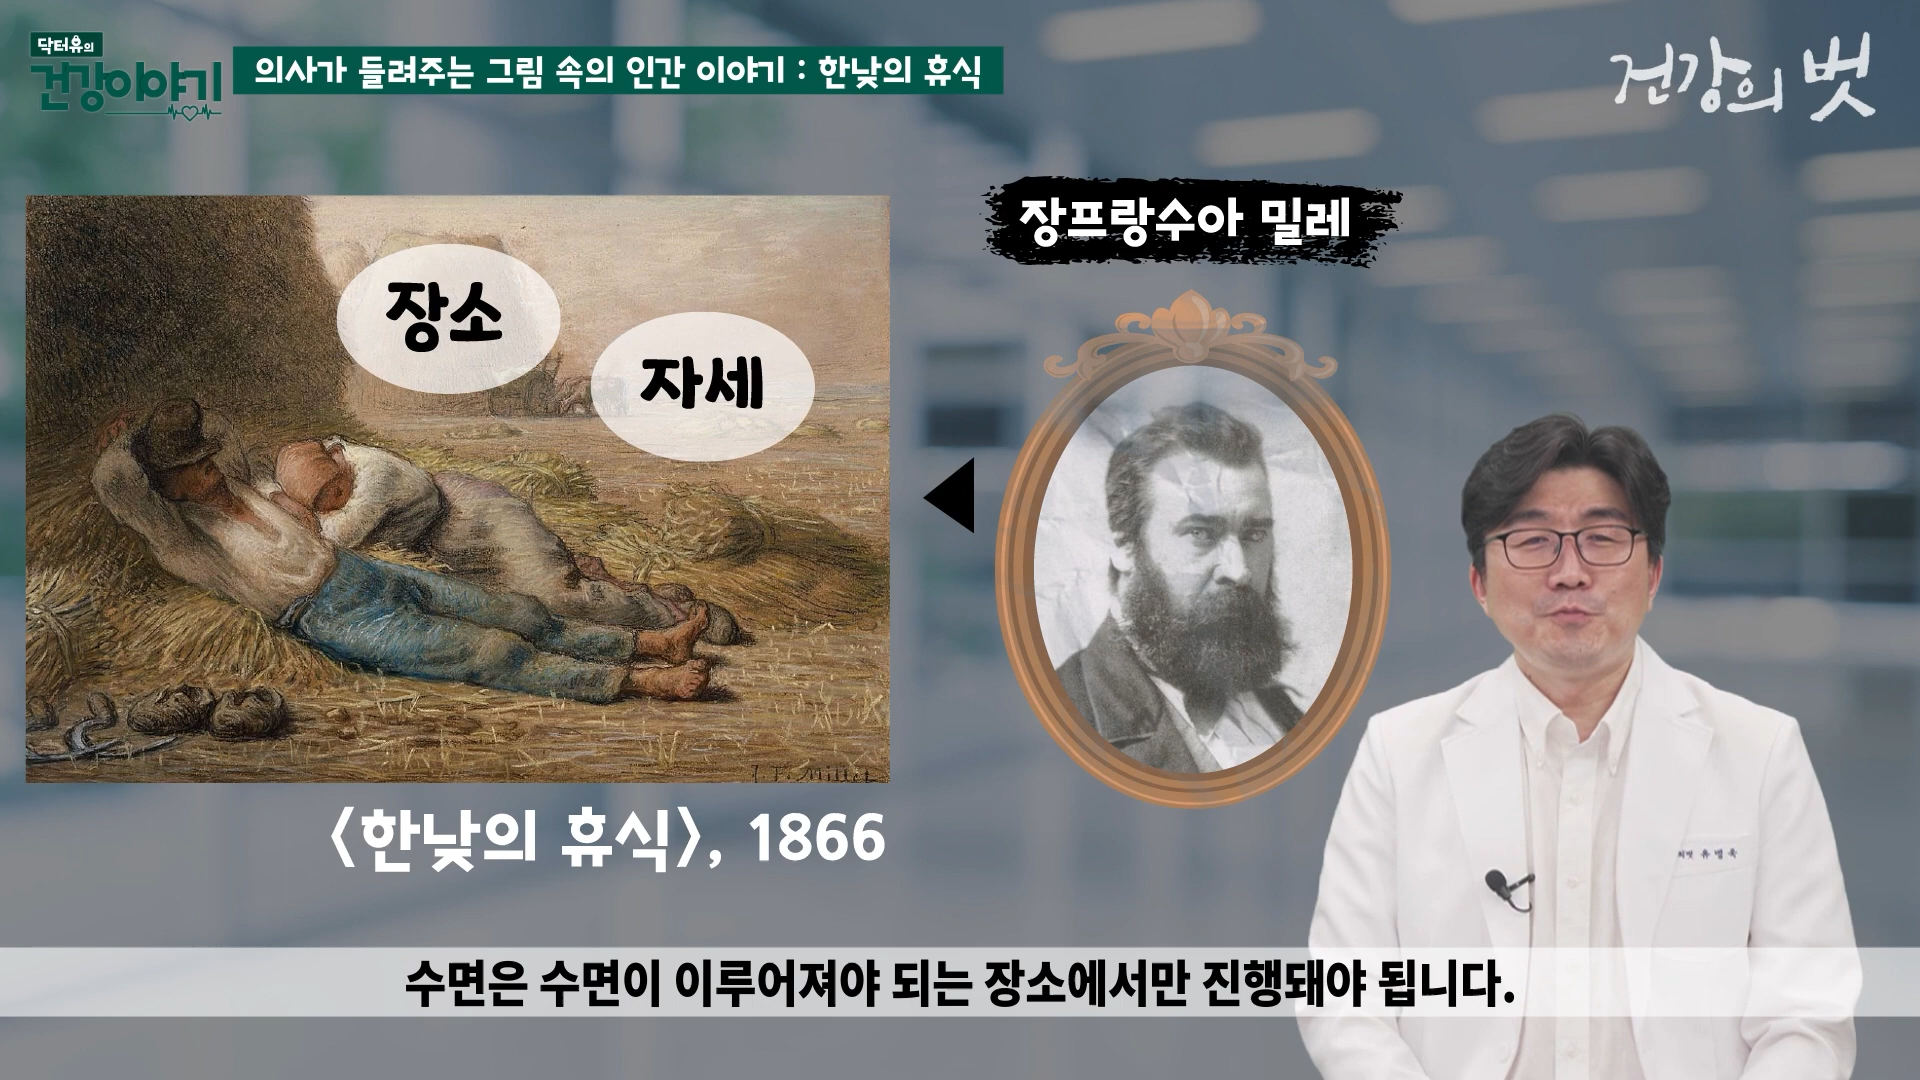 닥터유의
건강이야기
의사가 들려주는 그림 속의 인간 이야기 : 한낮의 휴식
건강의 벗
장프랑수아 밀레
장소
자세
J. F. Millet
<한낮의 휴식>, 1866
유병욱
수면은 수면이 이루어져야 되는 장소에서만 진행돼야 됩니다.